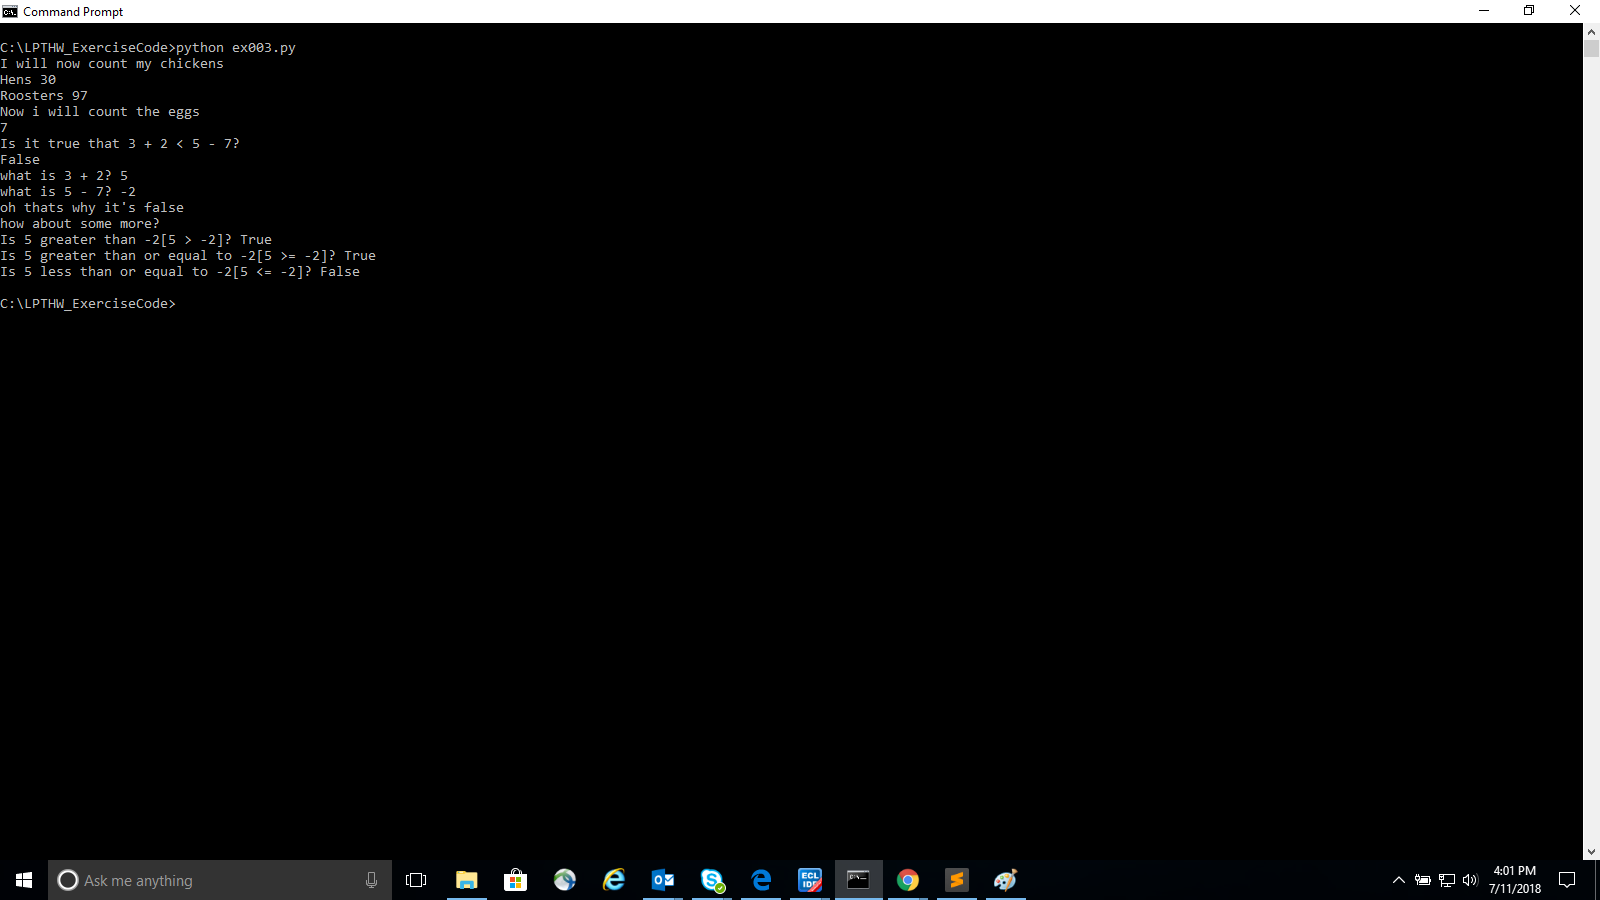 Command Prompt
C:\LPTHW_ExerciseCode>python ex003.py
I will now count my chickens
Hens 30
Roosters 97
Now i will count the eggs
7
Is it true that 3 + 2 < 5 - 7?
False
what is 3 + 2? 5
what is 5 - 7? -2
oh thats why it's false
how about some more?
Is 5 greater than -2[5 > -2]? True
Is 5 greater than or equal to -2[5 >= -2]? True
Is 5 less than or equal to -2[5 <= -2]? False
C:\LPTHW_ExerciseCode>
Ask me anything
ECL
IDE
4:01 PM
7/11/2018